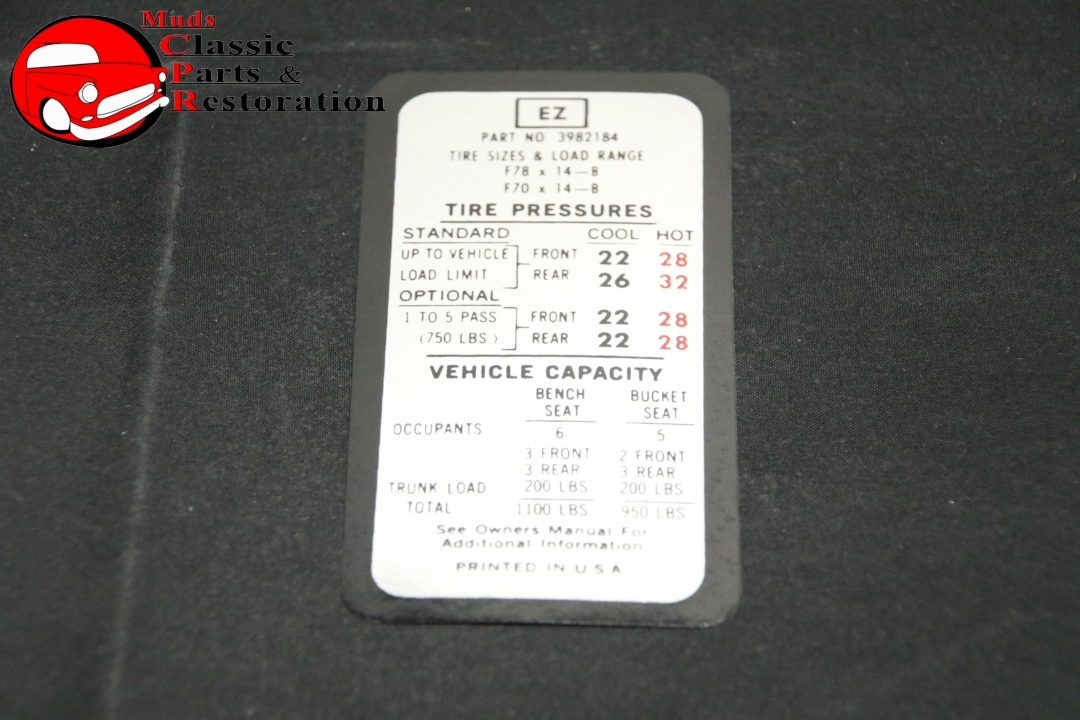 Muds
Classic
Parts &
Restoration
EZ
PART NO. 3982184
TIRE SIZES & LOAD RANGE
F78 x 14—B
F70 x 14—B
TIRE PRESSURES
STANDARD COOL HOT
UP TO VEHICLE FRONT 22 28
LOAD LIMIT REAR 26 32
OPTIONAL
1 TO 5 PASS FRONT 22 28
(750 LBS.) REAR 22 28
VEHICLE CAPACITY
BENCH BUCKET
SEAT SEAT
OCCUPANTS 6 5
3 FRONT 2 FRONT
3 REAR 3 REAR
TRUNK LOAD 200 LBS 200 LBS
TOTAL 1100 LBS 950 LBS
See Owners Manual For
Additional Information
PRINTED IN U.S.A.